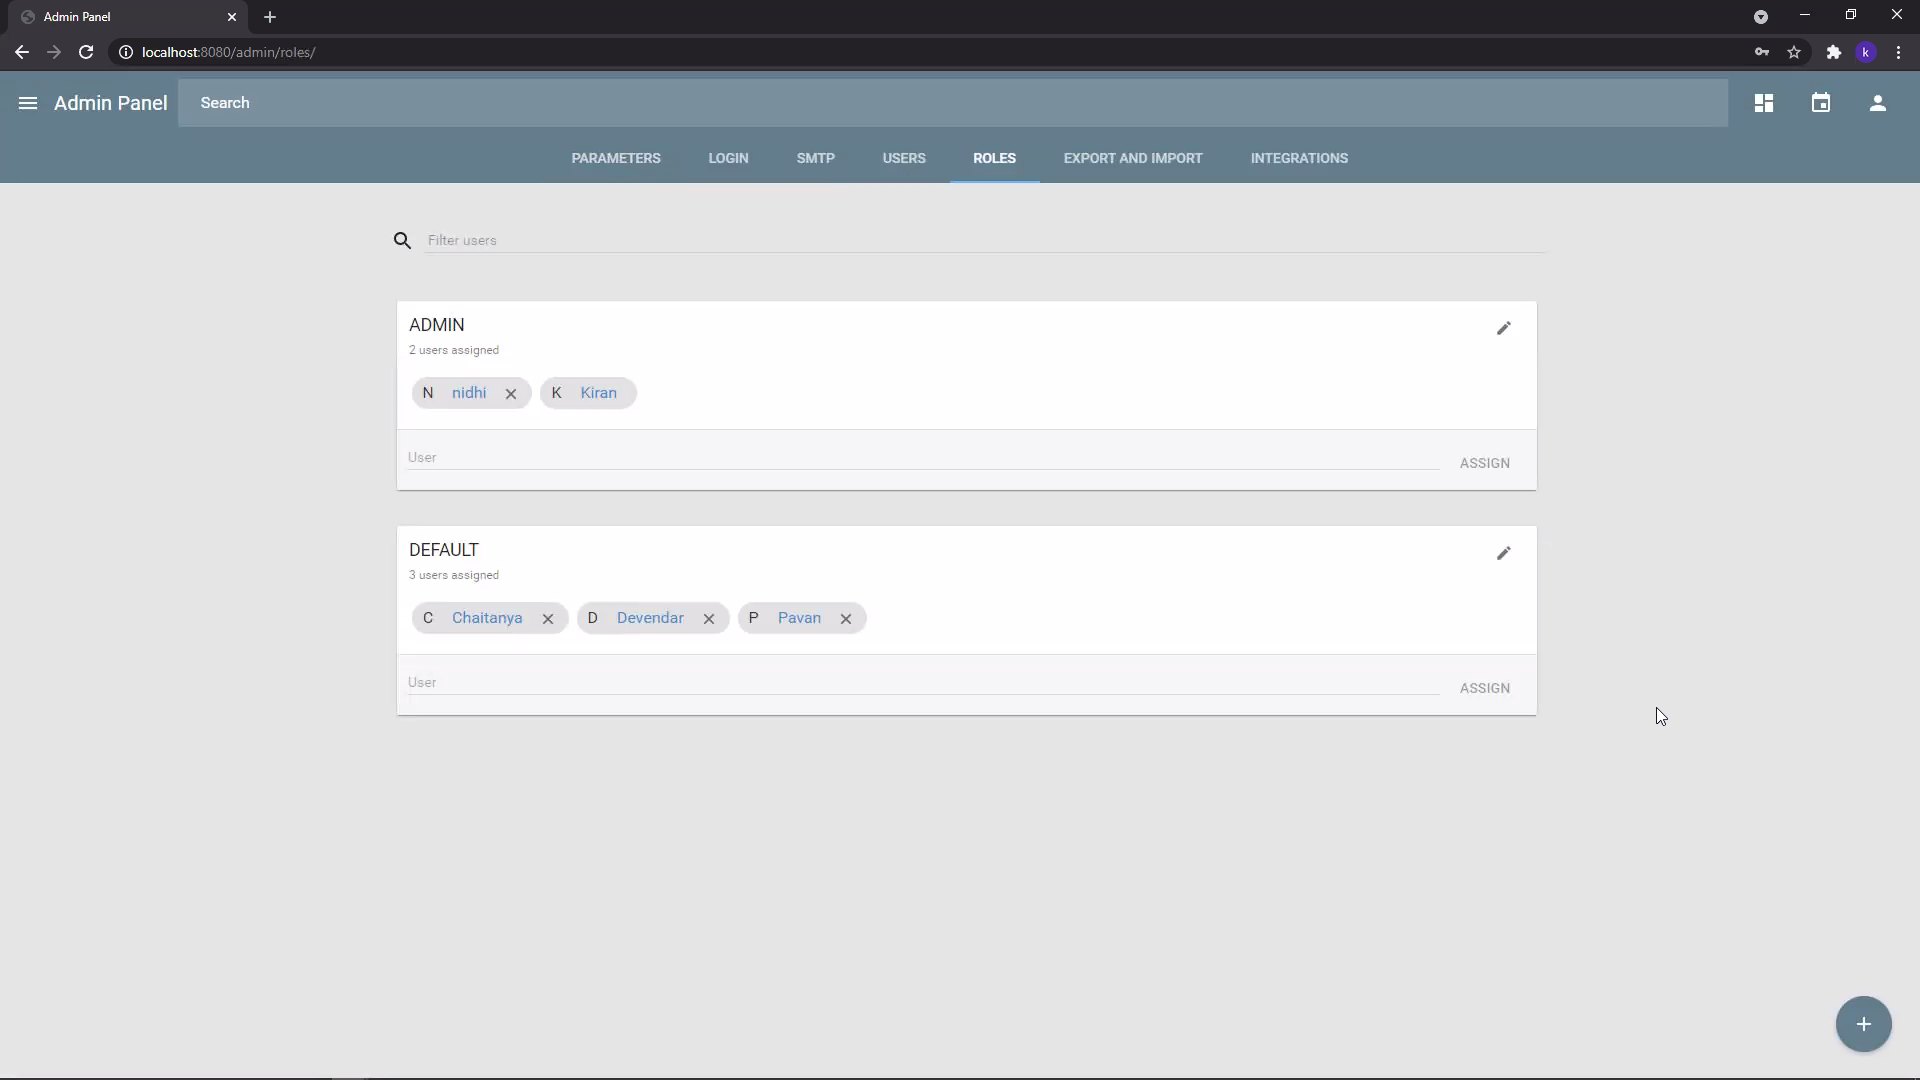 Admin Panel
localhost:8080/admin/roles/
k
Admin Panel
Search
PARAMETERS
LOGIN
SMTP
USERS
ROLES
EXPORT AND IMPORT
INTEGRATIONS
Filter users
ADMIN
2 users assigned
N nidhi
K Kiran
User
ASSIGN
DEFAULT
3 users assigned
C Chaitanya
D Devendar
P Pavan
User
ASSIGN